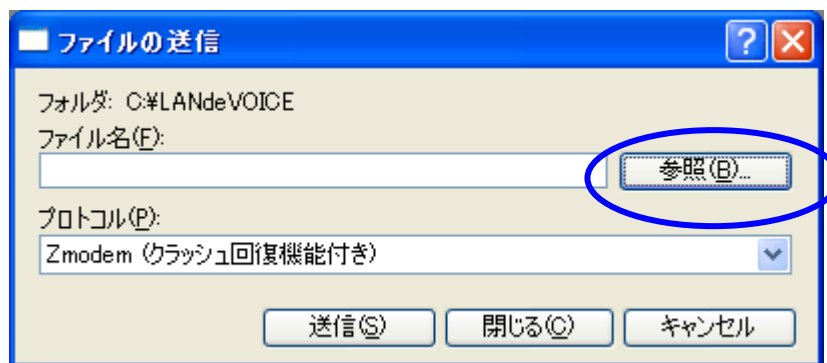 ファイルの送信
フォルダ: C:¥LANdeVOICE
ファイル名(F):
参照(B)...
プロトコル(P):
Zmodem (クラッシュ回復機能付き)
送信(S) 閉じる(C) キャンセル